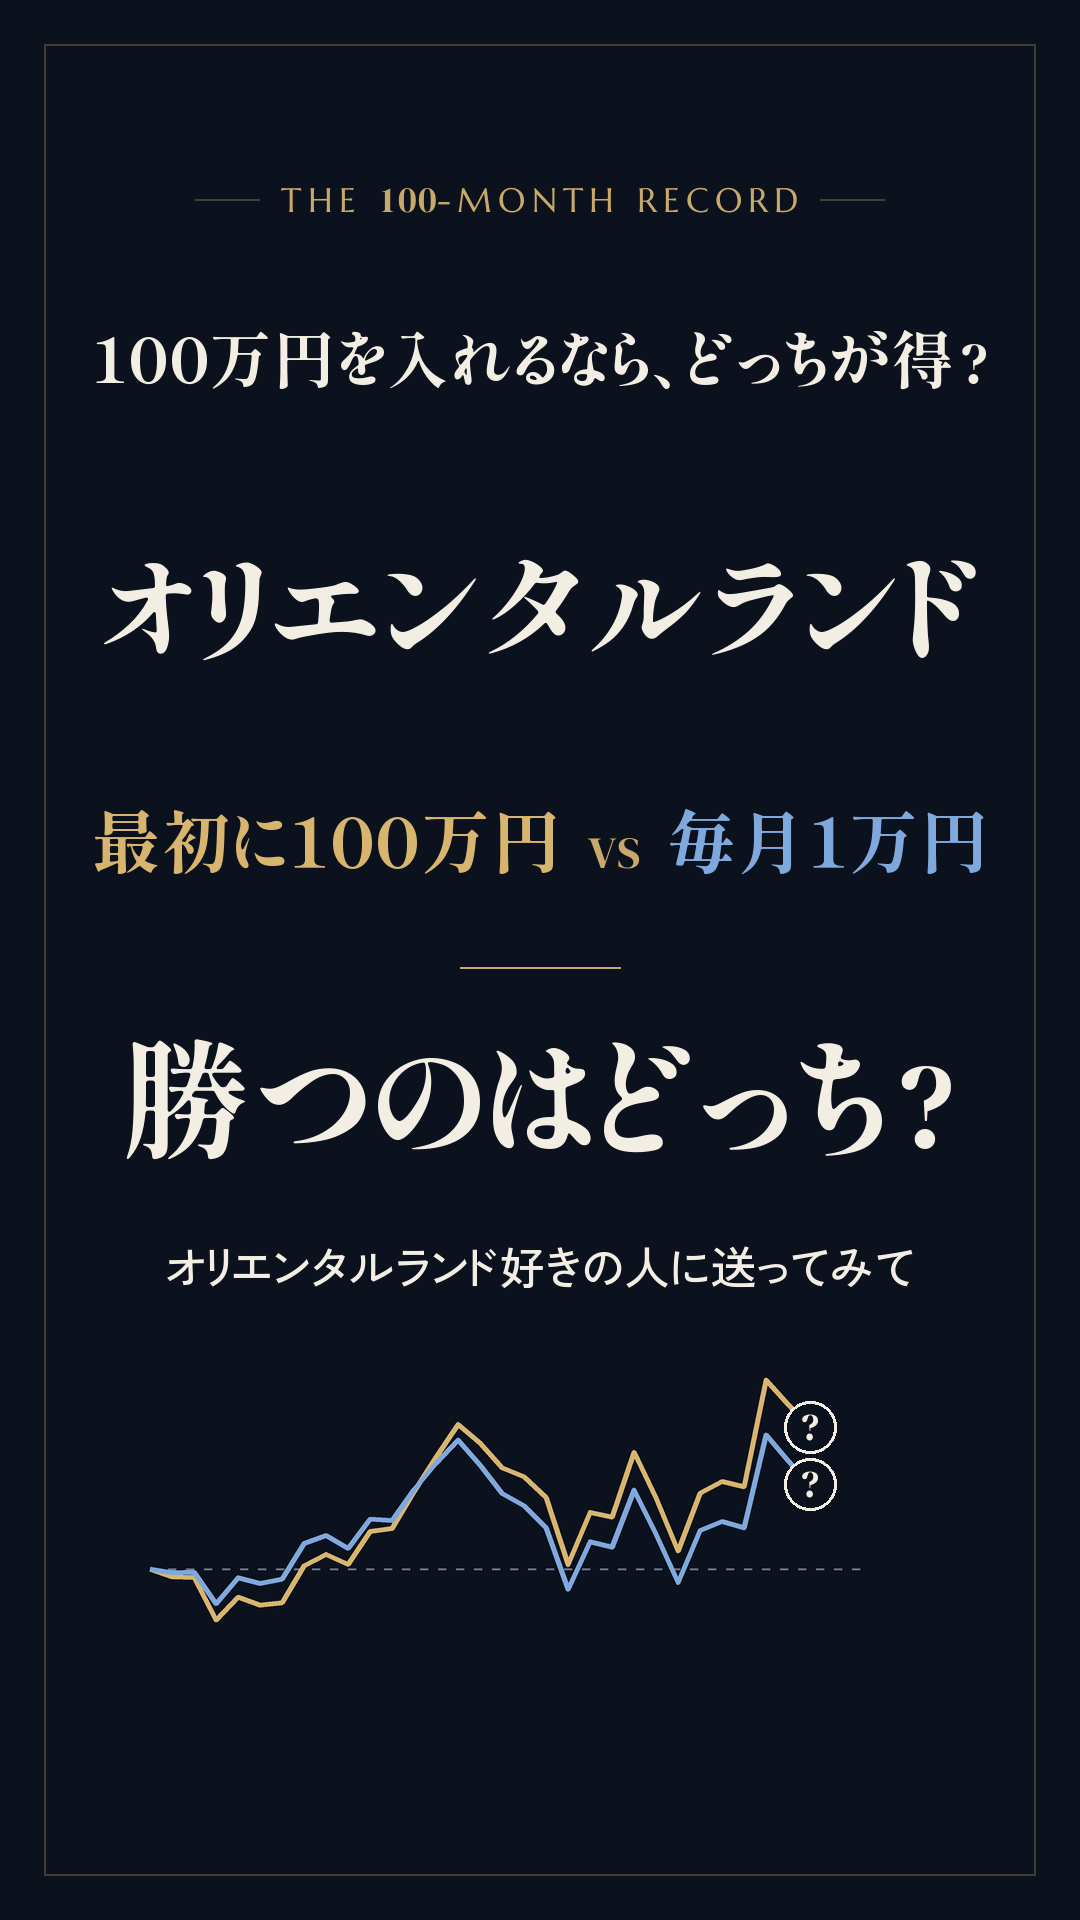 THE 100-MONTH RECORD
100万円を入れるなら、どっちが得?
オリエンタルランド
最初に100万円 vs 毎月1万円
勝つのはどっち?
オリエンタルランド好きの人に送ってみて
?
?